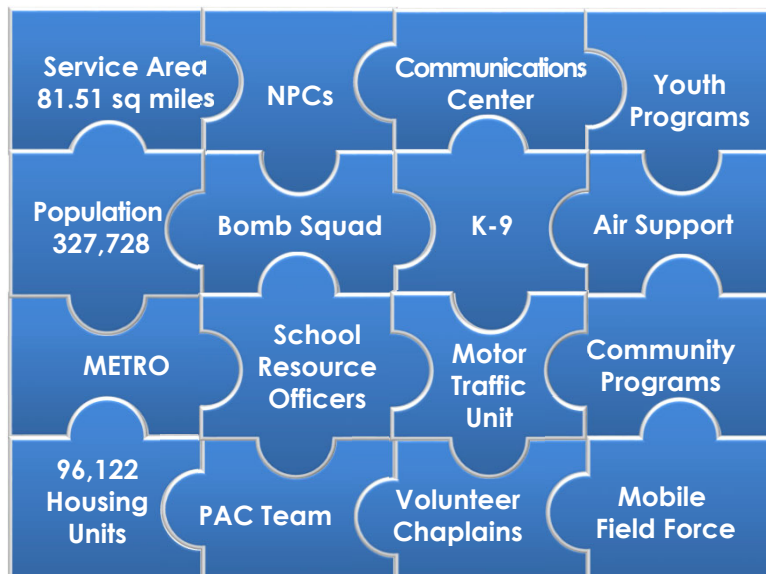 Service Area
81.51 sq miles
NPCs
Communications
Center
Youth
Programs
Population
327,728
Bomb Squad
K-9
Air Support
METRO
School
Resource
Officers
Motor
Traffic
Unit
Community
Programs
96,122
Housing
Units
PAC Team
Volunteer
Chaplains
Mobile
Field Force